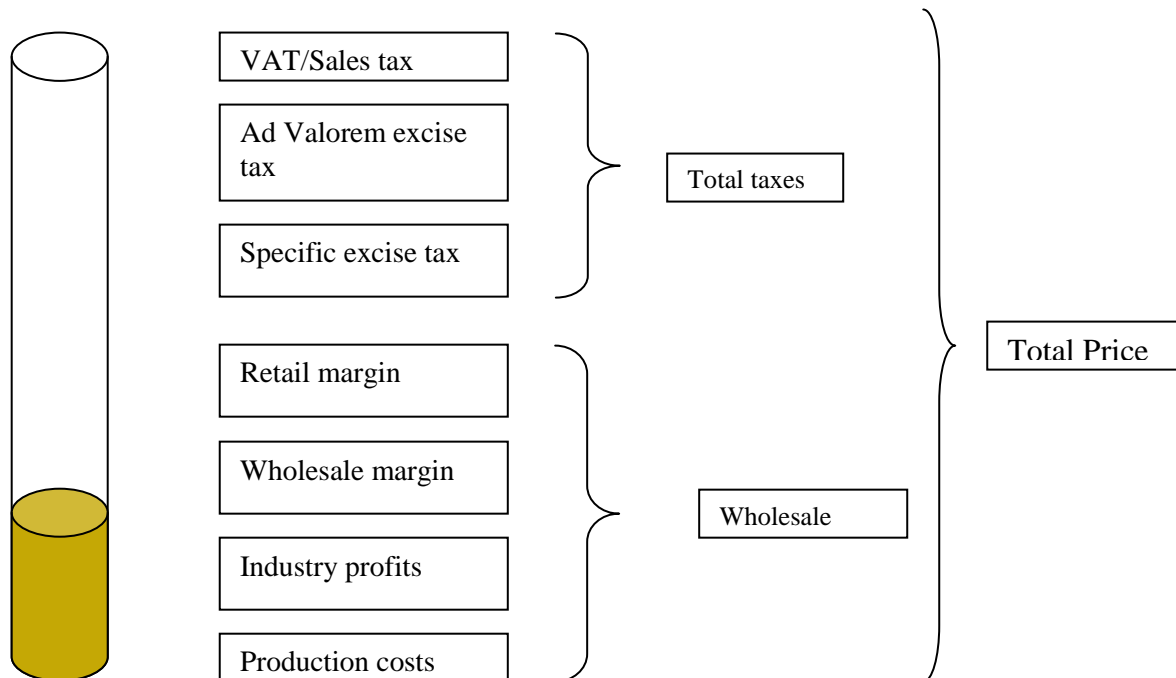 VAT/Sales tax
Ad Valorem excise
tax
Specific excise tax
Total taxes
Retail margin
Wholesale margin
Industry profits
Production costs
Wholesale
Total Price